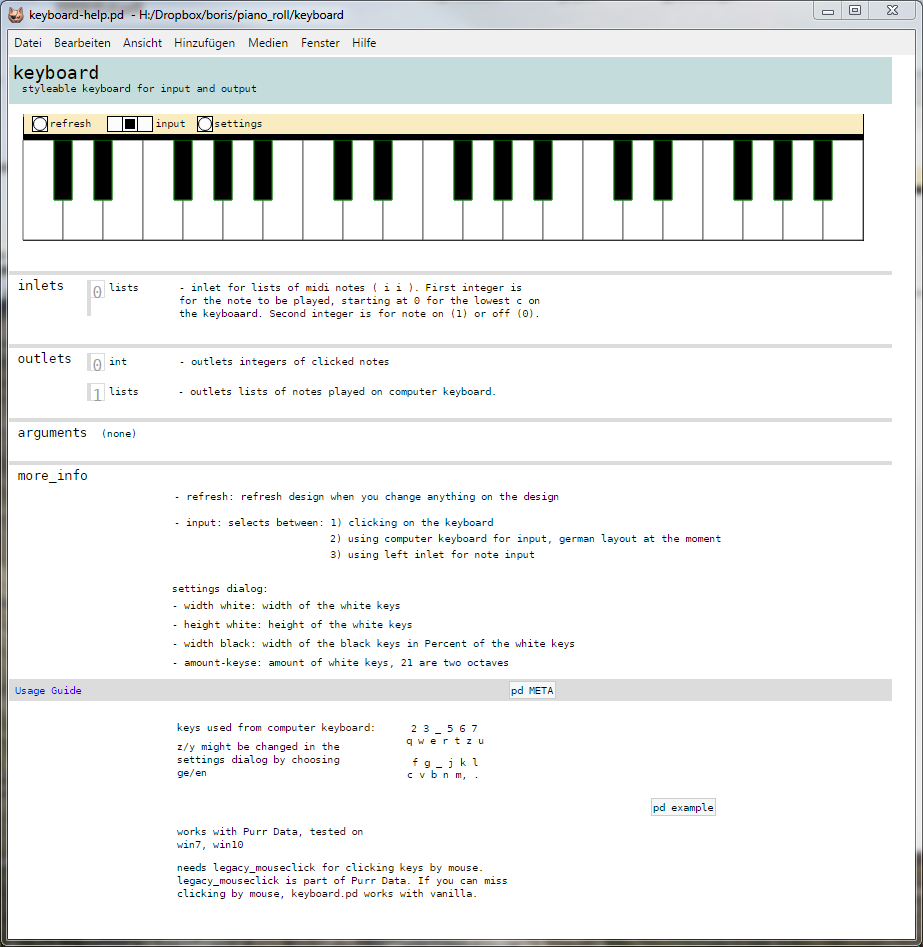 keyboard-help.pd - H:/Dropbox/boris/piano_roll/keyboard
Datei Bearbeiten Ansicht Hinzufügen Medien Fenster Hilfe
keyboard
styleable keyboard for input and output
refresh input settings
inlets 0 lists - inlet for lists of midi notes ( i i ). First integer is
for the note to be played, starting at 0 for the lowest c on
the keyboaard. Second integer is for note on (1) or off (0).
outlets 0 int - outlets integers of clicked notes
1 lists - outlets lists of notes played on computer keyboard.
arguments (none)
more_info
- refresh: refresh design when you change anything on the design
- input: selects between: 1) clicking on the keyboard
2) using computer keyboard for input, german layout at the moment
3) using left inlet for note input
settings dialog:
- width white: width of the white keys
- height white: height of the white keys
- width black: width of the black keys in Percent of the white keys
- amount-keyse: amount of white keys, 21 are two octaves
Usage Guide pd META
keys used from computer keyboard: 2 3 _ 5 6 7
q w e r t z u
z/y might be changed in the
settings dialog by choosing
ge/en
f g _ j k l
c v b n m, .
pd example
works with Purr Data, tested on
win7, win10
needs legacy_mouseclick for clicking keys by mouse.
legacy_mouseclick is part of Purr Data. If you can miss
clicking by mouse, keyboard.pd works with vanilla.